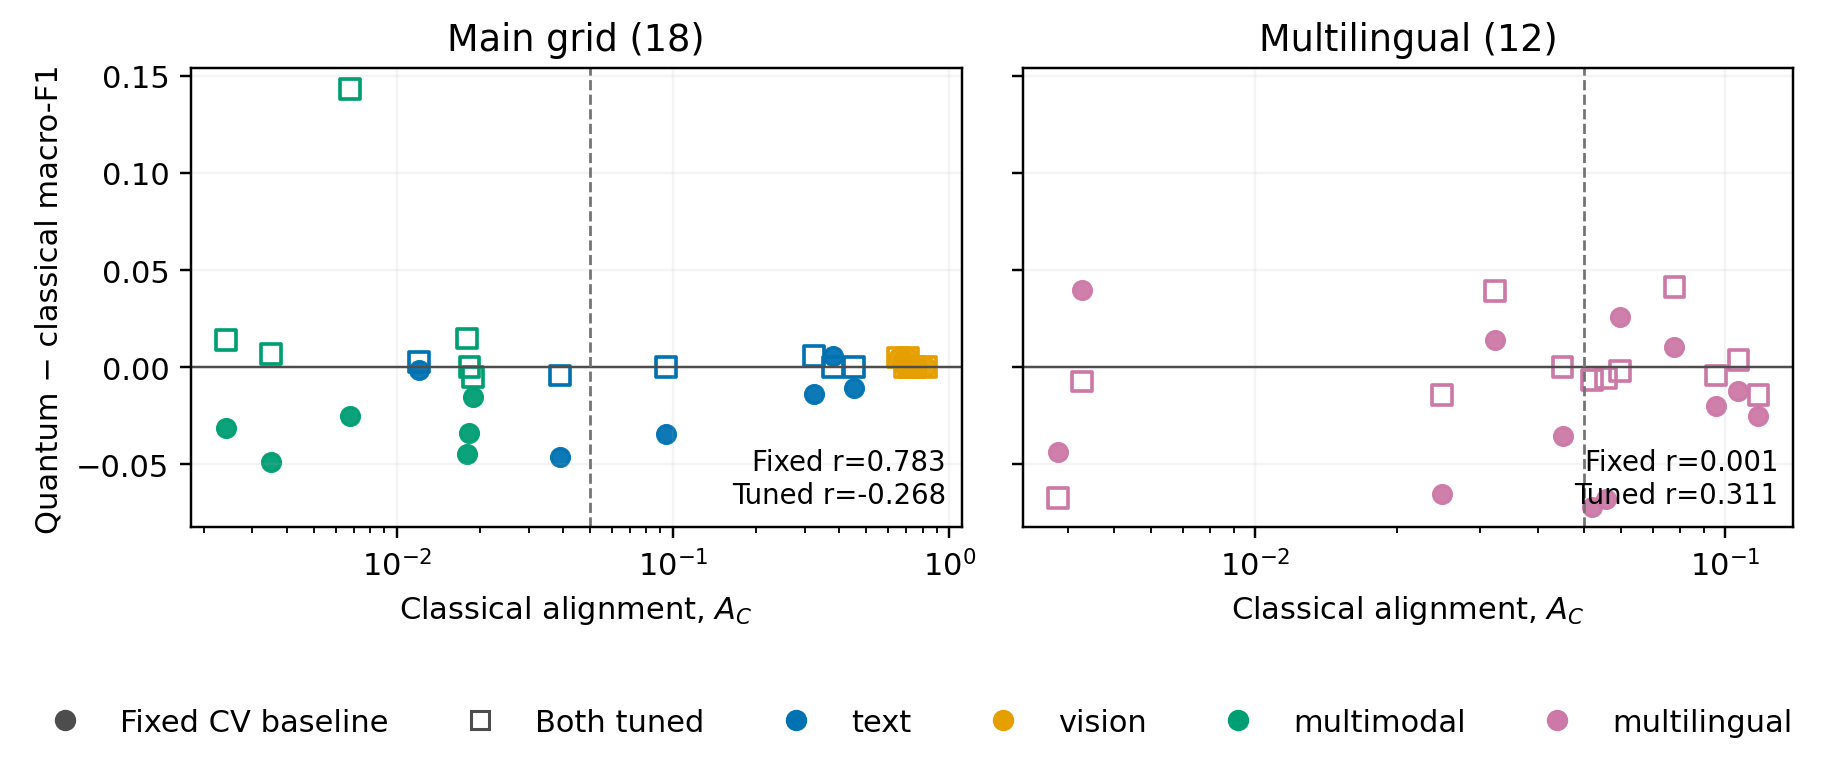 Main grid (18)
Multilingual (12)
Quantum − classical macro-F1
0.15
0.10
0.05
0.00
−0.05
Fixed r=0.783
Tuned r=-0.268
Fixed r=0.001
Tuned r=0.311
10⁻² 10⁻¹ 10⁰
10⁻² 10⁻¹
Classical alignment, A_C
Classical alignment, A_C
Fixed CV baseline Both tuned text vision multimodal multilingual